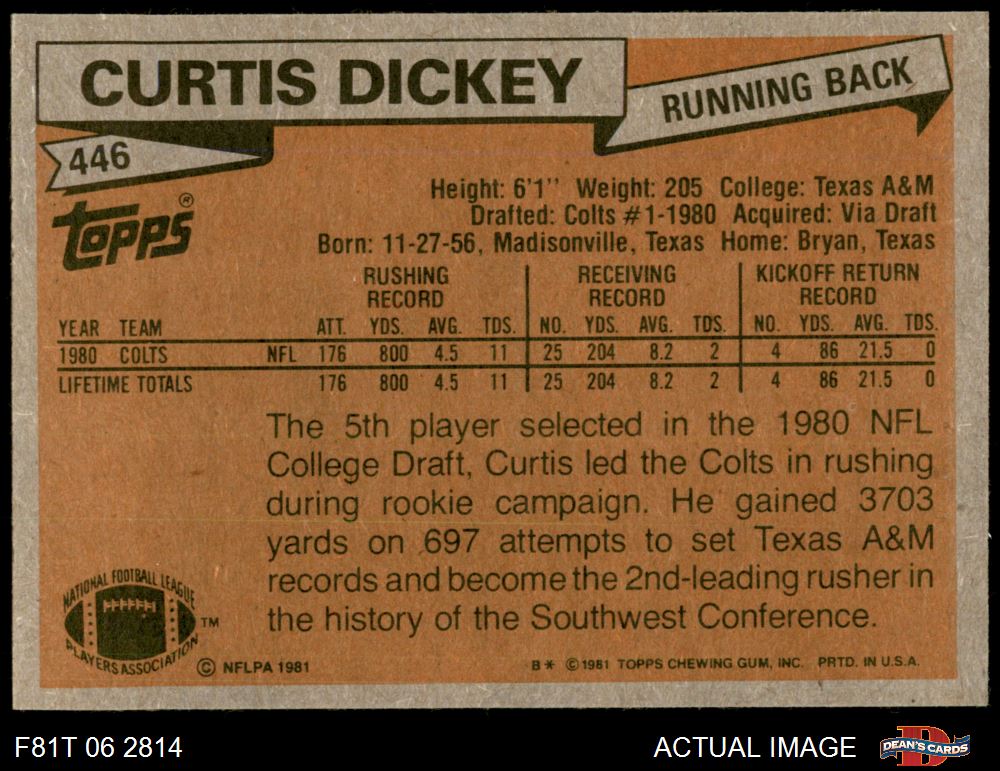 CURTIS DICKEY
RUNNING BACK
446
TOPPS®
Height: 6'1'' Weight: 205 College: Texas A&M
Drafted: Colts #1-1980 Acquired: Via Draft
Born: 11-27-56, Madisonville, Texas Home: Bryan, Texas
RUSHING RECORD RECEIVING RECORD KICKOFF RETURN RECORD
YEAR TEAM ATT. YDS. AVG. TDS. NO. YDS. AVG. TDS. NO. YDS. AVG. TDS.
1980 COLTS NFL 176 800 4.5 11 25 204 8.2 2 4 86 21.5 0
LIFETIME TOTALS 176 800 4.5 11 25 204 8.2 2 4 86 21.5 0
The 5th player selected in the 1980 NFL
College Draft, Curtis led the Colts in rushing
during rookie campaign. He gained 3703
yards on 697 attempts to set Texas A&M
records and become the 2nd-leading rusher in
the history of the Southwest Conference.
NATIONAL FOOTBALL LEAGUE
PLAYERS ASSOCIATION
TM
© NFLPA 1981
B* © 1981 TOPPS CHEWING GUM, INC. PRTD. IN U.S.A.
F81T 06 2814
ACTUAL IMAGE
DEAN'S CARDS